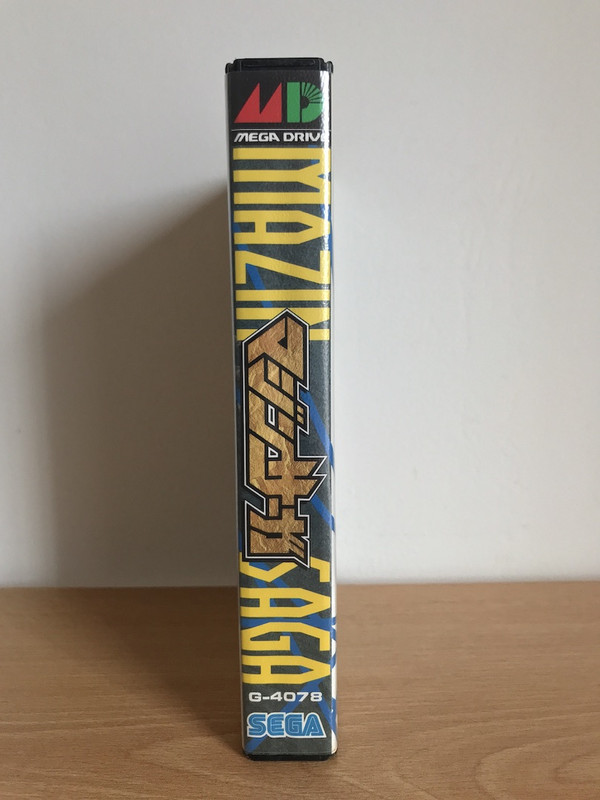 MD
MEGA DRIVE
MAZIN
マジンサーガ
SAGA
G-4078
SEGA